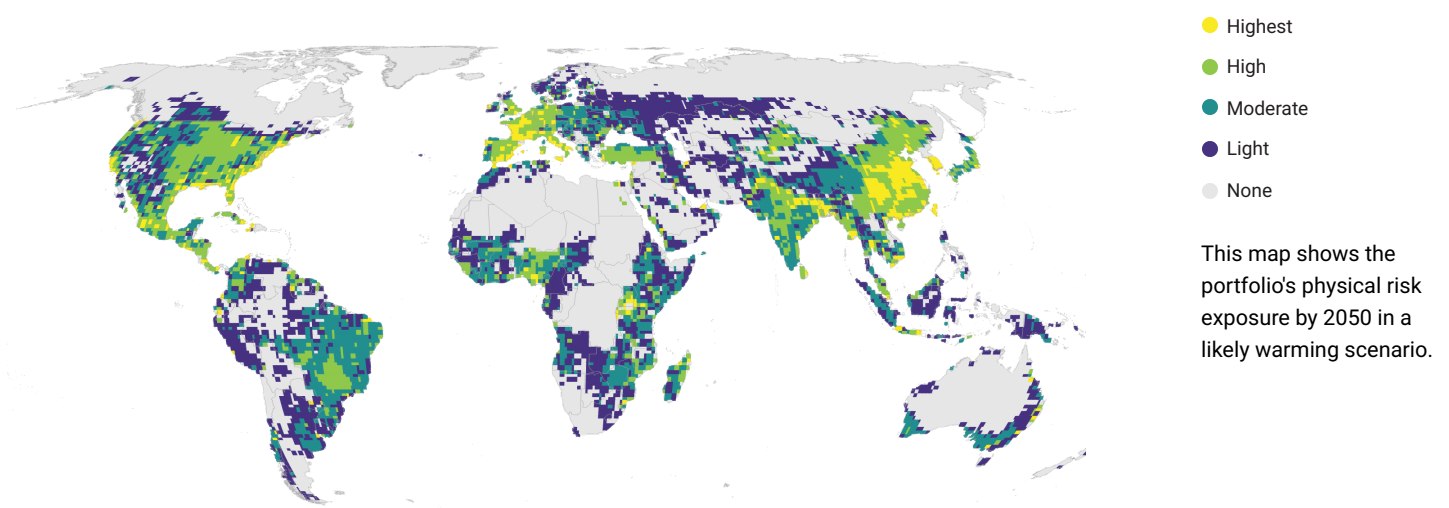 Highest
High
Moderate
Light
None
This map shows the
portfolio's physical risk
exposure by 2050 in a
likely warming scenario.